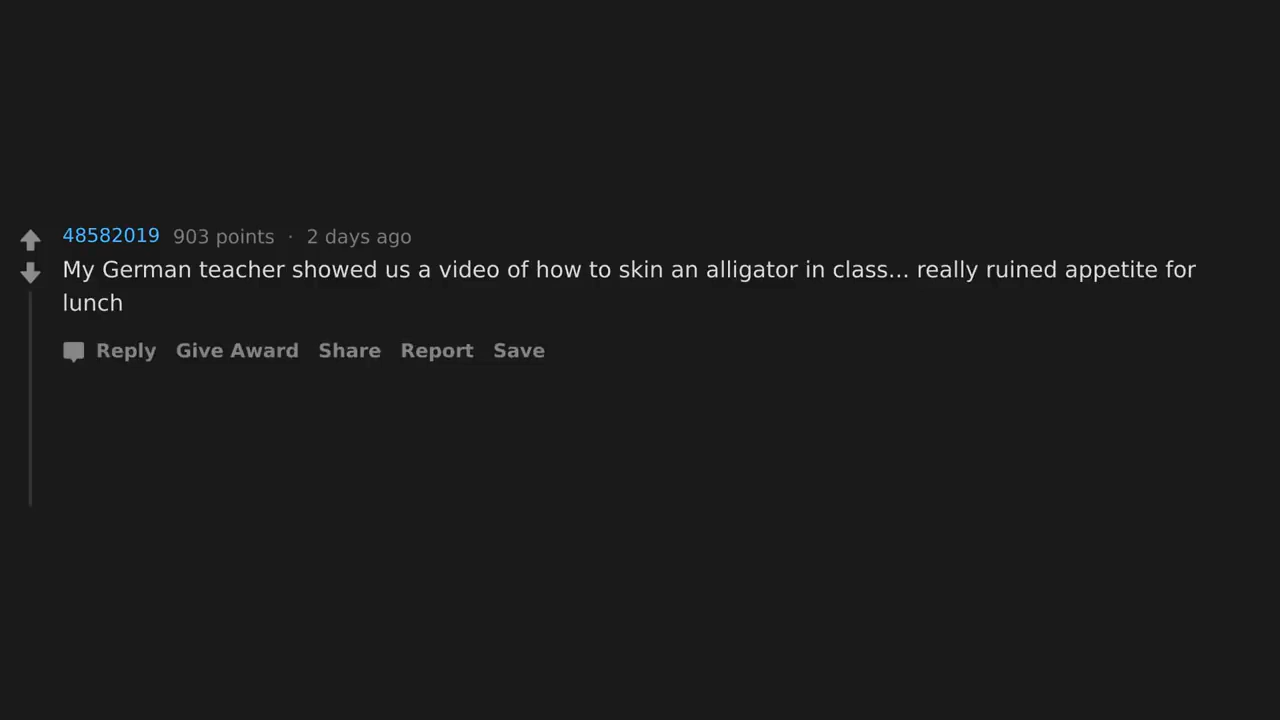 48582019 903 points · 2 days ago
My German teacher showed us a video of how to skin an alligator in class... really ruined appetite for
lunch
Reply Give Award Share Report Save